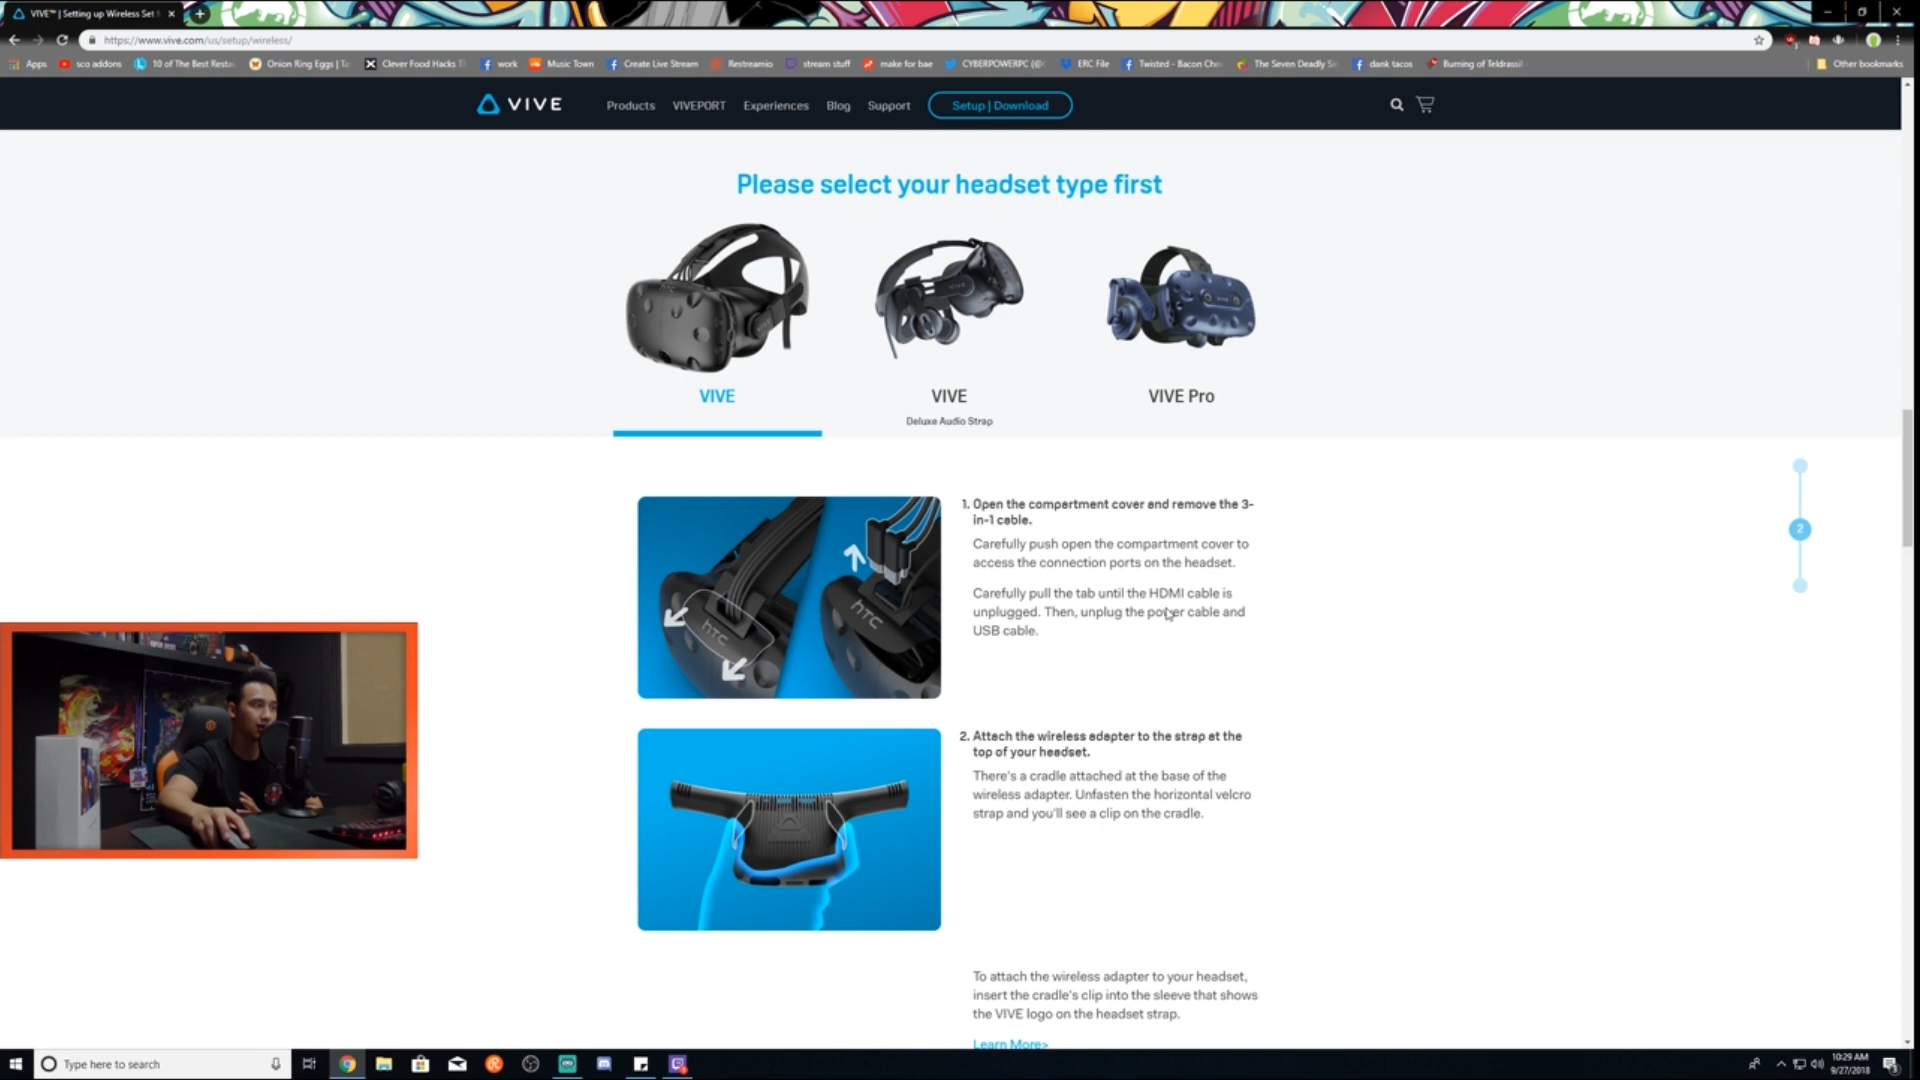 VIVE™ | Setting up Wireless Set
https://www.vive.com/us/setup/wireless/
Apps
sco addons
10 of The Best Resta
Onion Ring Eggs | Ta
Clever Food Hacks
work
Music Town
Create Live Stream
Restreamio
stream stuff
make for bae
CYBERPOWERPC (@
ERC File
Twisted - Bacon Che
The Seven Deadly Si
dank tacos
Burning of Teldrassil
Other bookmarks
VIVE
Products
VIVEPORT
Experiences
Blog
Support
Setup | Download
Please select your headset type first
VIVE
VIVE
Deluxe Audio Strap
VIVE Pro
1. Open the compartment cover and remove the 3-
in-1 cable.
Carefully push open the compartment cover to
access the connection ports on the headset.
Carefully pull the tab until the HDMI cable is
unplugged. Then, unplug the power cable and
USB cable.
hTC
hTC
2
2. Attach the wireless adapter to the strap at the
top of your headset.
There's a cradle attached at the base of the
wireless adapter. Unfasten the horizontal velcro
strap and you'll see a clip on the cradle.
To attach the wireless adapter to your headset,
insert the cradle's clip into the sleeve that shows
the VIVE logo on the headset strap.
Learn More>
Type here to search
10:29 AM
9/27/2018